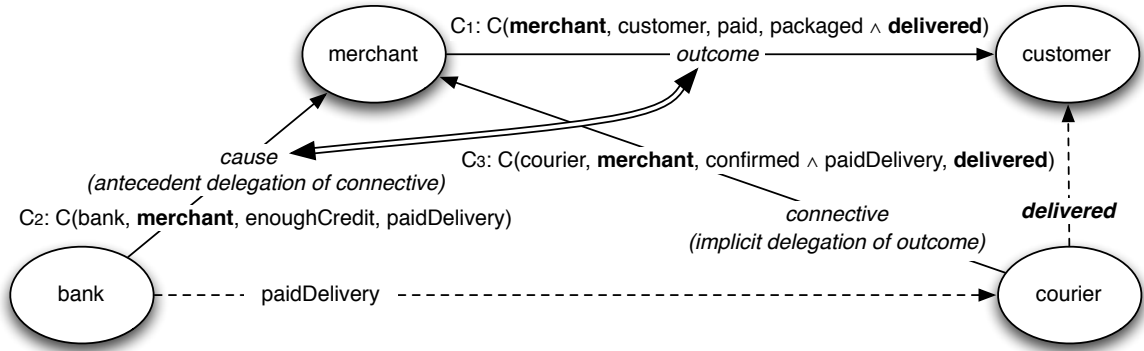 C1: C(merchant, customer, paid, packaged ∧ delivered)
merchant
outcome
customer
cause
(antecedent delegation of connective)
C3: C(courier, merchant, confirmed ∧ paidDelivery, delivered)
C2: C(bank, merchant, enoughCredit, paidDelivery)
connective
(implicit delegation of outcome)
delivered
bank
paidDelivery
courier